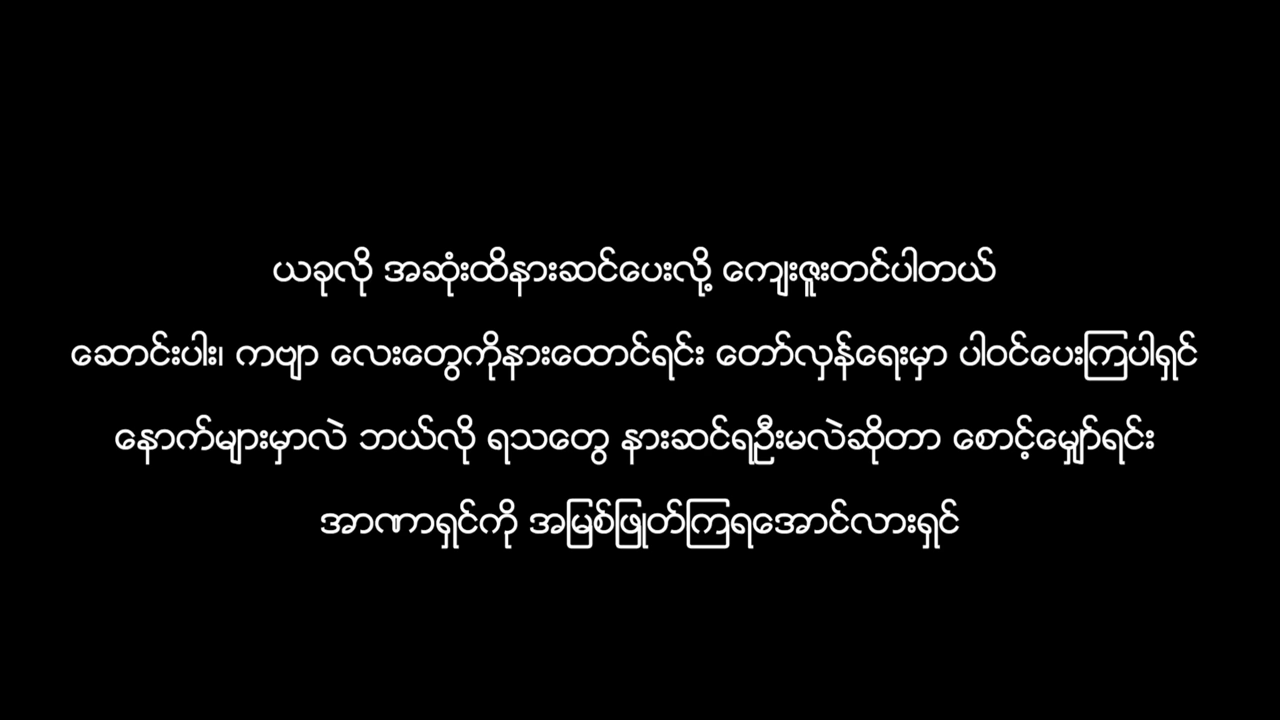 ယခုလို အဆုံးထိနားဆင်ပေးလို့ ကျေးဇူးတင်ပါတယ်
ဆောင်းပါး၊ ကဗျာ လေးတွေကိုနားထောင်ရင်း တော်လှန်ရေးမှာ ပါဝင်ပေးကြပါရှင်
နောက်များမှာလဲ ဘယ်လို ရသတွေ နားဆင်ရဦးမလဲဆိုတာ စောင့်မျှော်ရင်း
အာဏာရှင်ကို အမြစ်ဖြုတ်ကြရအောင်လားရှင်